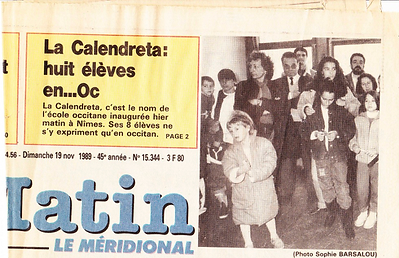 t
La Calendreta:
huit élèves
en...Oc
La Calendreta, c'est le nom de
l'école occitane inaugurée hier
matin à Nîmes. Ses 8 élèves ne
s'y expriment qu'en occitan. PAGE 2
4.56 - Dimanche 19 nov 1989 - 45e année - N° 15.344 - 3 F 80
Matin
LE MÉRIDIONAL
(Photo Sophie BARSALOU)